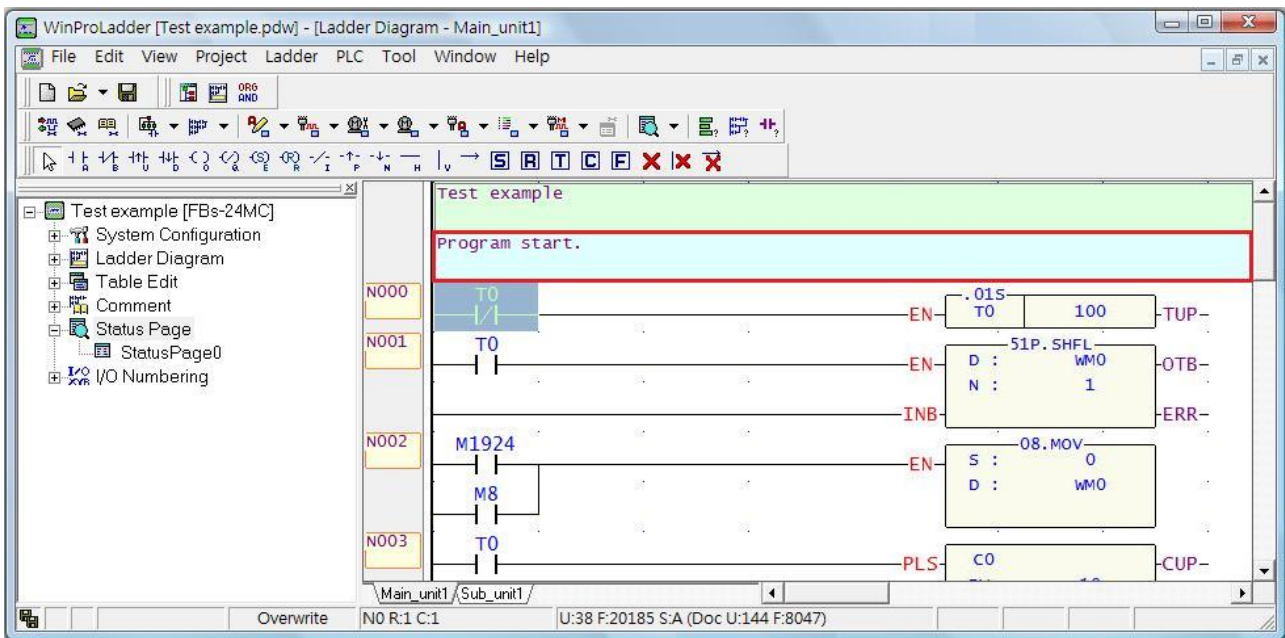 WinProLadder [Test example.pdw] - [Ladder Diagram - Main_unit1]
File Edit View Project Ladder PLC Tool Window Help
ORG
AND
A B U D O Q E R I P N H V S R T C F
Test example [FBs-24MC]
System Configuration
Ladder Diagram
Table Edit
Comment
Status Page
StatusPage0
I/O Numbering
Test example
Program start.
N000 T0 EN .01S T0 100 TUP
N001 T0 EN 51P.SHFL D : WM0 OTB
N : 1
INB ERR
N002 M1924 EN 08.MOV S : 0
D : WM0
M8
N003 T0 PLS C0 CUP
Main_unit1 Sub_unit1
Overwrite N0 R:1 C:1 U:38 F:20185 S:A (Doc U:144 F:8047)